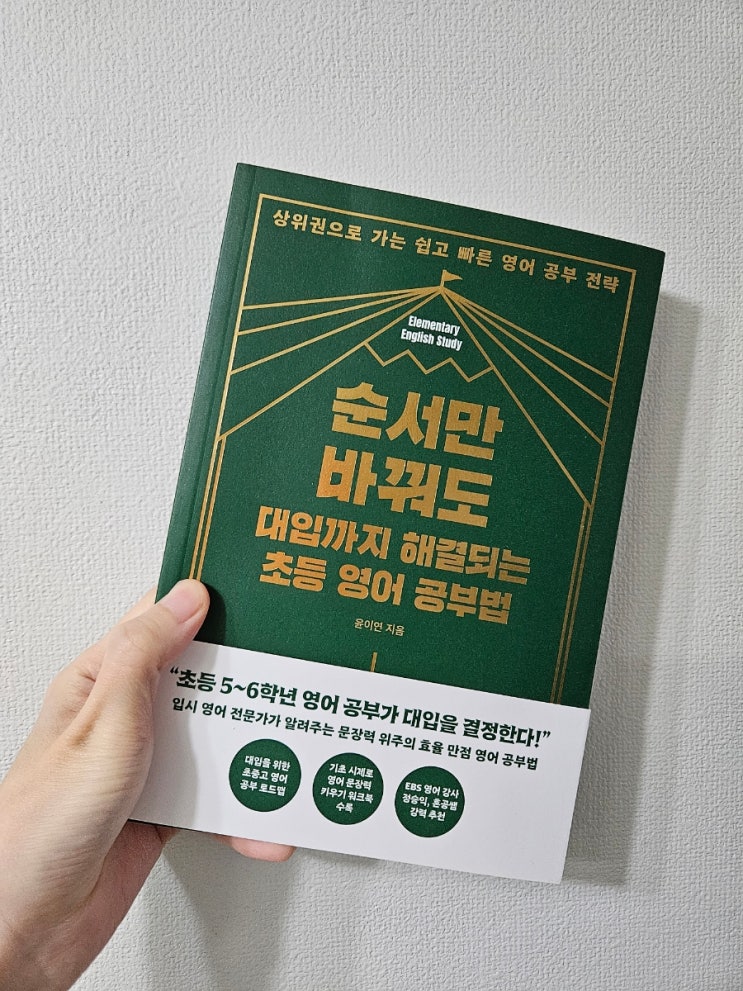 상위권으로 가는 쉽고 빠른 영어 공부 전략
Elementary
English Study
순서만
바꿔도
대입까지 해결되는
초등 영어 공부법
윤이연 지음
“초등 5~6학년 영어 공부가 대입을 결정한다!”
입시 영어 전문가가 알려주는 문장력 위주의 효율 만점 영어 공부법
대입을 위한
초중고 영어
공부 로드맵
기초 시제로
영어 문장력
키우기 워크북
수록
EBS 영어 강사
정승익, 혼공쌤
강력 추천